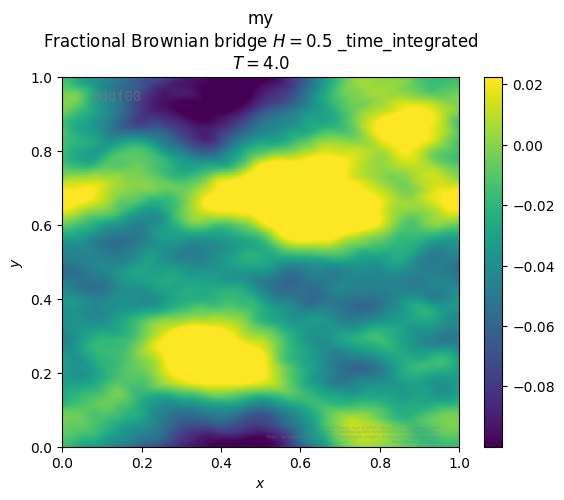 my
Fractional Brownian bridge H = 0.5 _time_integrated
T = 4.0
1.0
0.8
0.6
0.4
0.2
0.0
y
0.0 0.2 0.4 0.6 0.8 1.0
x
0.02
0.00
−0.02
−0.04
−0.06
−0.08